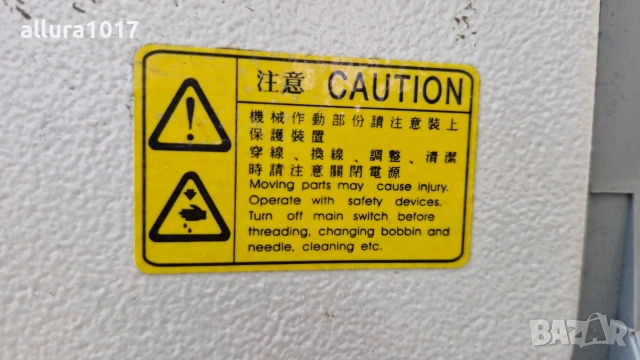 allura1017
注意 CAUTION
機械作動部份請注意裝上
保護裝置
穿線、換線、調整、清潔
時請注意關閉電源
Moving parts may cause injury.
Operate with safety devices.
Turn off main switch before
threading, changing bobbin and
needle, cleaning etc.
BAZAR